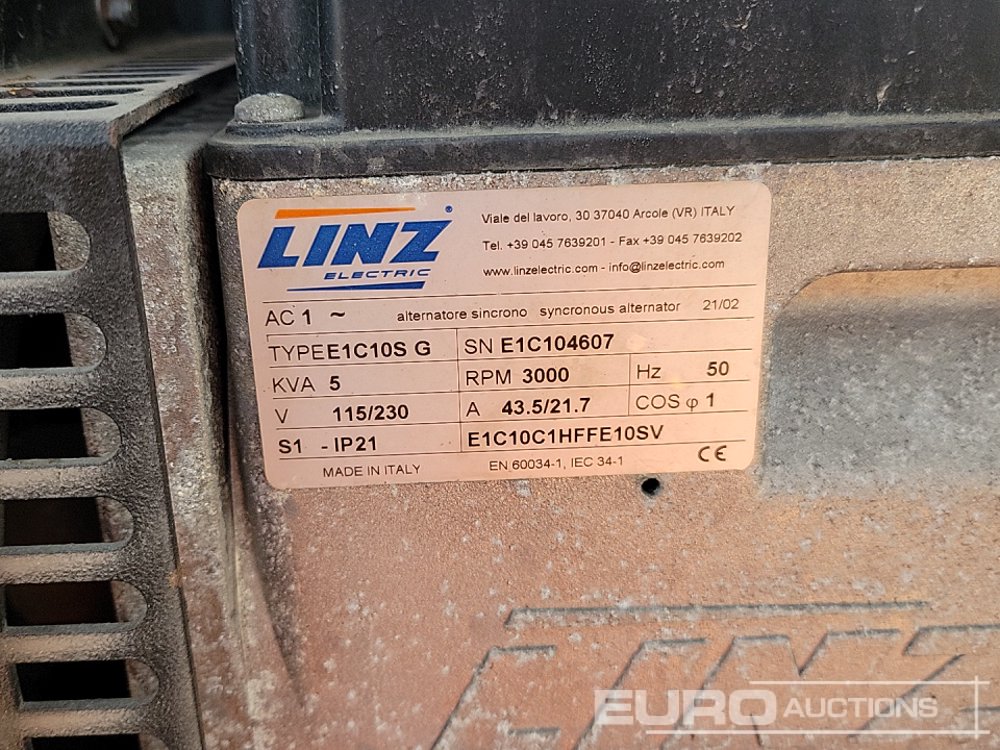 LINZ ®
ELECTRIC
Viale del lavoro, 30 37040 Arcole (VR) ITALY
Tel. +39 045 7639201 - Fax +39 045 7639202
www.linzelectric.com - info@linzelectric.com
AC 1 ~ alternatore sincrono syncronous alternator 21/02
TYPE E1C10S G SN E1C104607
KVA 5 RPM 3000 Hz 50
V 115/230 A 43.5/21.7 COS φ 1
S1 - IP21 E1C10C1HFFE10SV
MADE IN ITALY EN 60034-1, IEC 34-1 CE
LINZ
EURO AUCTIONS